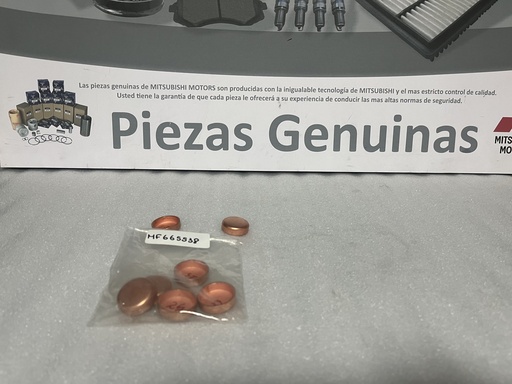 Las piezas genuinas de MITSUBISHI MOTORS son producidas con la inigualable tecnología de MITSUBISHI y el mas estricto control de calidad.
Usted tiene la garantía de que cada pieza le ofrecerá a su experiencia de conducir las mas altas normas de seguridad.
Piezas Genuinas
MITS
MO